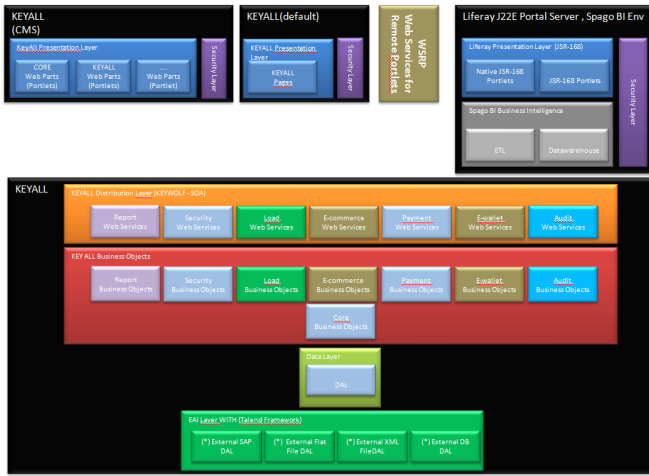 KEYALL
(CMS)
KeyAll Presentation Layer
CORE
Web Parts
(Portlets)
KEYALL
Web Parts
(Portlets)
....
Web Parts
(Portlet)
Security Layer
KEYALL(default)
KEYALL Presentation
Layer
KEYALL
Pages
Security Layer
WSRP
Web Services for
Remote Portlets
Liferay J22E Portal Server , Spago BI Env
Liferay Presentation Layer (JSR-168)
Native JSR-168
Portlets
JSR-168 Portlets
Spago BI Business Intelligence
ETL
Datawarehouse
Security Layer
KEYALL
KEYALL Distribution Layer (KEYWOLF - SOA)
Report
Web Services
Security
Web Services
Load
Web Services
E-commerce
Web Services
Payment
Web Services
E-wallet
Web Services
Audit
Web Services
KEYALL Business Objects
Report
Business Objects
Security
Business Objects
Load
Business Objects
E-commerce
Business Objects
Payment
Business Objects
E-wallet
Business Objects
Audit
Business Objects
Core
Business Objects
Data Layer
DAL
EAI Layer WITH (Talend Framework)
(*) External SAP
DAL
(*) External Flat
File DAL
(*) External XML
FileDAL
(*) External DB
DAL